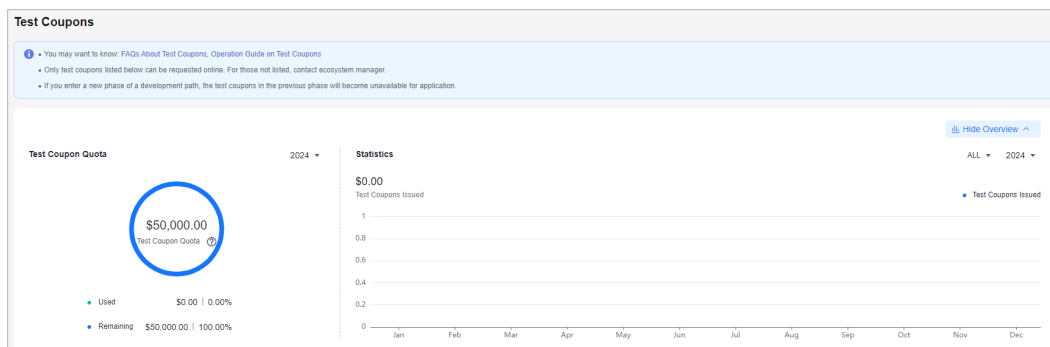 Test Coupons
• You may want to know: FAQs About Test Coupons, Operation Guide on Test Coupons
• Only test coupons listed below can be requested online. For those not listed, contact ecosystem manager.
• If you enter a new phase of a development path, the test coupons in the previous phase will become unavailable for application.
Hide Overview
Test Coupon Quota
2024
$50,000.00
Test Coupon Quota
Used $0.00 | 0.00%
Remaining $50,000.00 | 100.00%
Statistics
ALL 2024
$0.00
Test Coupons Issued
Test Coupons Issued
1
0.8
0.6
0.4
0.2
0
Jan Feb Mar Apr May Jun Jul Aug Sep Oct Nov Dec